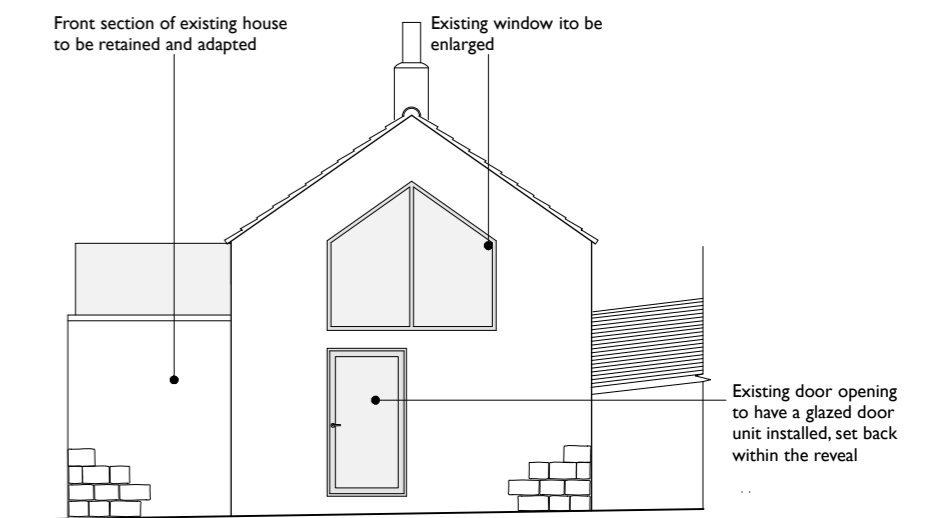 Front section of existing house
to be retained and adapted
Existing window ito be
enlarged
Existing door opening
to have a glazed door
unit installed, set back
within the reveal